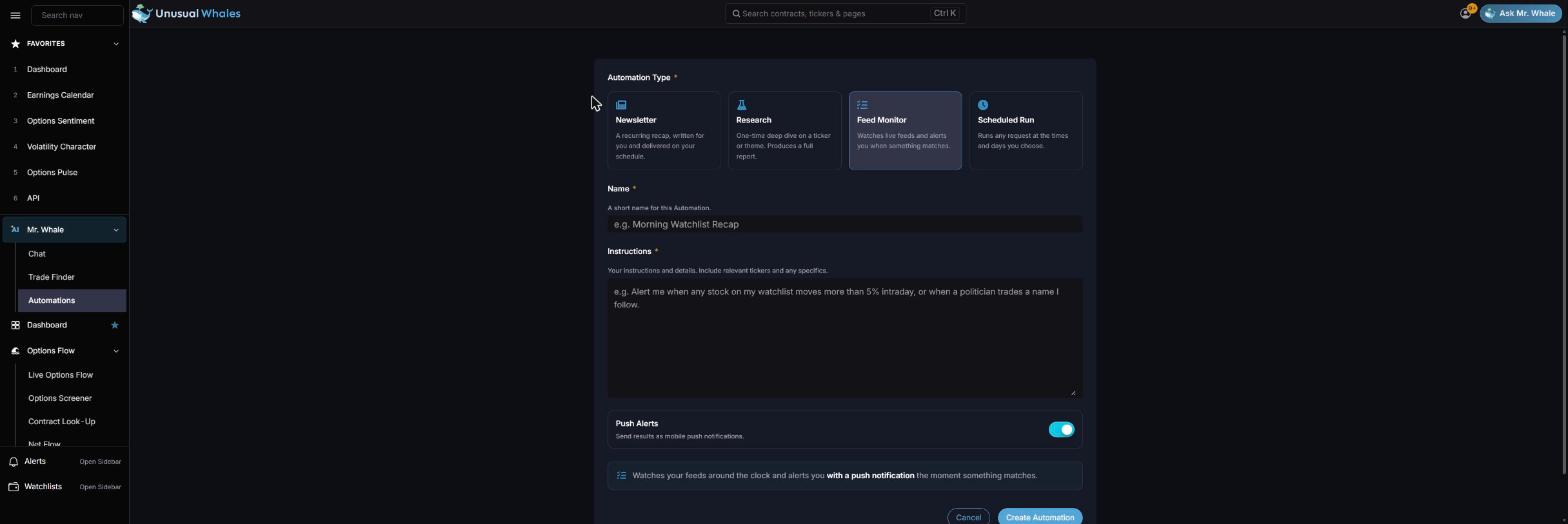 Search nav
Unusual Whales
Search contracts, tickers & pages
Ctrl K
9+
Ask Mr. Whale
FAVORITES
1 Dashboard
2 Earnings Calendar
3 Options Sentiment
4 Volatility Character
5 Options Pulse
6 API
AI Mr. Whale
Chat
Trade Finder
Automations
Dashboard
Options Flow
Live Options Flow
Options Screener
Contract Look-Up
Net Flow
Alerts Open Sidebar
Watchlists Open Sidebar
Automation Type *
Newsletter
A recurring recap, written for
you and delivered on your
schedule.
Research
One-time deep dive on a ticker
or theme. Produces a full
report.
Feed Monitor
Watches live feeds and alerts
you when something matches.
Scheduled Run
Runs any request at the times
and days you choose.
Name *
A short name for this Automation.
e.g. Morning Watchlist Recap
Instructions *
Your instructions and details. Include relevant tickers and any specifics.
e.g. Alert me when any stock on my watchlist moves more than 5% intraday, or when a politician trades a name I
follow.
Push Alerts
Send results as mobile push notifications.
Watches your feeds around the clock and alerts you with a push notification the moment something matches.
Cancel
Create Automation